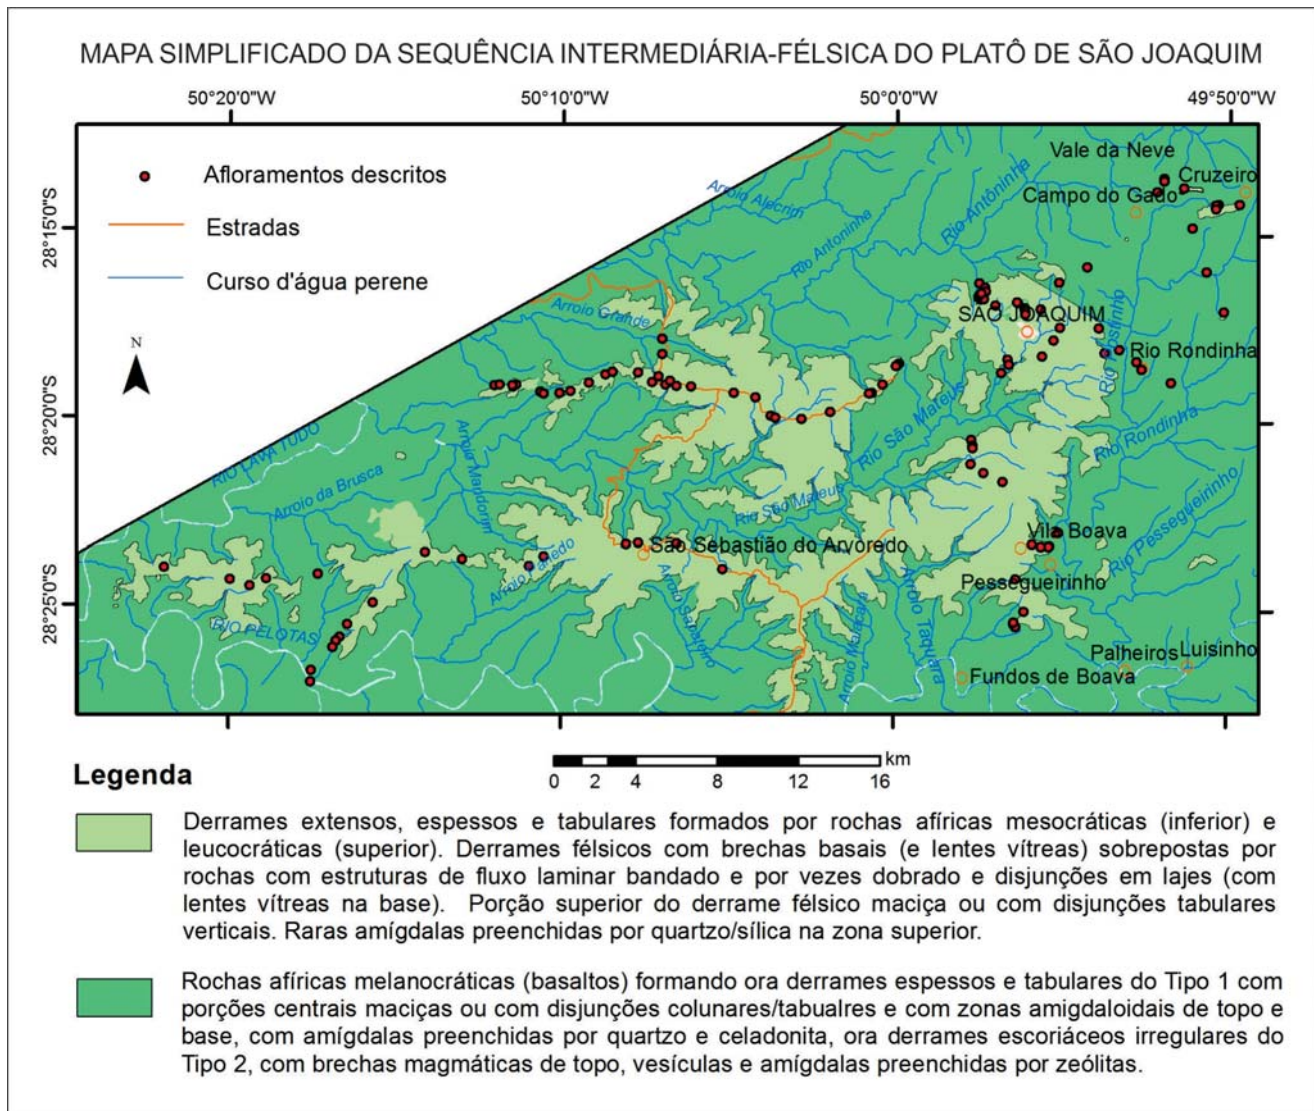 MAPA SIMPLIFICADO DA SEQUÊNCIA INTERMEDIÁRIA-FÉLSICA DO PLATÔ DE SÃO JOAQUIM
50°20'0"W
50°10'0"W
50°0'0"W
49°50'0"W
28°15'0"S
28°20'0"S
28°25'0"S
Afloramentos descritos
Estradas
Curso d'água perene
N
Vale da Neve
Cruzeiro
Campo do Gado
Arroio Alecrim
Rio Antoninha
Rio Antôninha
Arroio Grande
SÃO JOAQUIM
Rio Rondinha
Rio São Mateus
Rio Rondinha
RIO LAVA TUDO
Arroio da Brusca
Rio São Mateus
São Sebastião do Arvoredo
Vila Boava
Rio Pessegueirinho
Pessegueirinho
RIO PELOTAS
Arroio Taquara
Palheiros
Luisinho
Fundos de Boava
km
0 2 4 8 12 16
Legenda
Derrames extensos, espessos e tabulares formados por rochas afíricas mesocráticas (inferior) e
leucocráticas (superior). Derrames félsicos com brechas basais (e lentes vítreas) sobrepostas por
rochas com estruturas de fluxo laminar bandado e por vezes dobrado e disjunções em lajes (com
lentes vítreas na base). Porção superior do derrame félsico maciça ou com disjunções tabulares
verticais. Raras amígdalas preenchidas por quartzo/sílica na zona superior.
Rochas afíricas melanocráticas (basaltos) formando ora derrames espessos e tabulares do Tipo 1 com
porções centrais maciças ou com disjunções colunares/tabualres e com zonas amigdaloidais de topo e
base, com amígdalas preenchidas por quartzo e celadonita, ora derrames escoriáceos irregulares do
Tipo 2, com brechas magmáticas de topo, vesículas e amígdalas preenchidas por zeólitas.